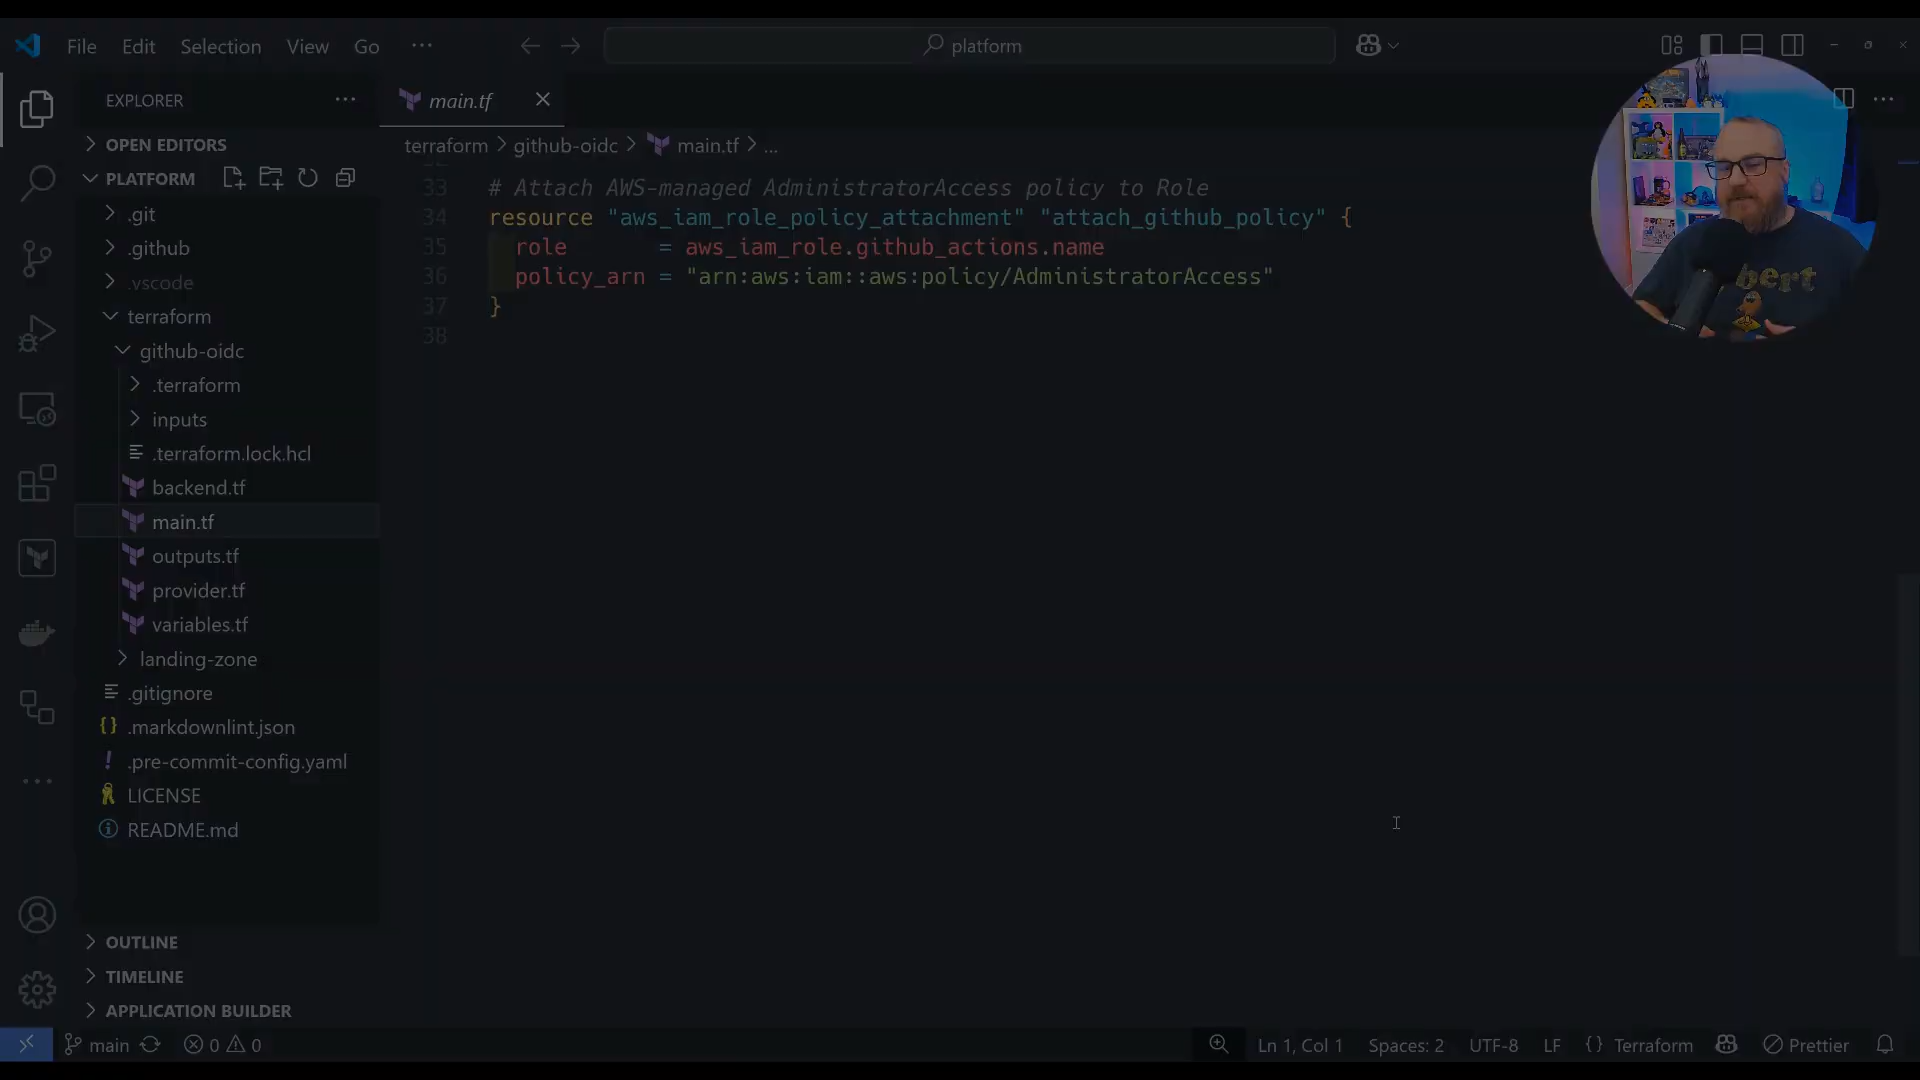 File Edit Selection View Go ...
platform
EXPLORER
main.tf
OPEN EDITORS
terraform > github-oidc > main.tf > ...
PLATFORM
.git
.github
.vscode
terraform
github-oidc
.terraform
inputs
.terraform.lock.hcl
backend.tf
main.tf
outputs.tf
provider.tf
variables.tf
landing-zone
.gitignore
.markdownlint.json
.pre-commit-config.yaml
LICENSE
README.md
OUTLINE
TIMELINE
APPLICATION BUILDER
33 # Attach AWS-managed AdministratorAccess policy to Role
34 resource "aws_iam_role_policy_attachment" "attach_github_policy" {
35 role = aws_iam_role.github_actions.name
36 policy_arn = "arn:aws:iam::aws:policy/AdministratorAccess"
37 }
38
main 0 0 Ln 1, Col 1 Spaces: 2 UTF-8 LF {} Terraform Prettier